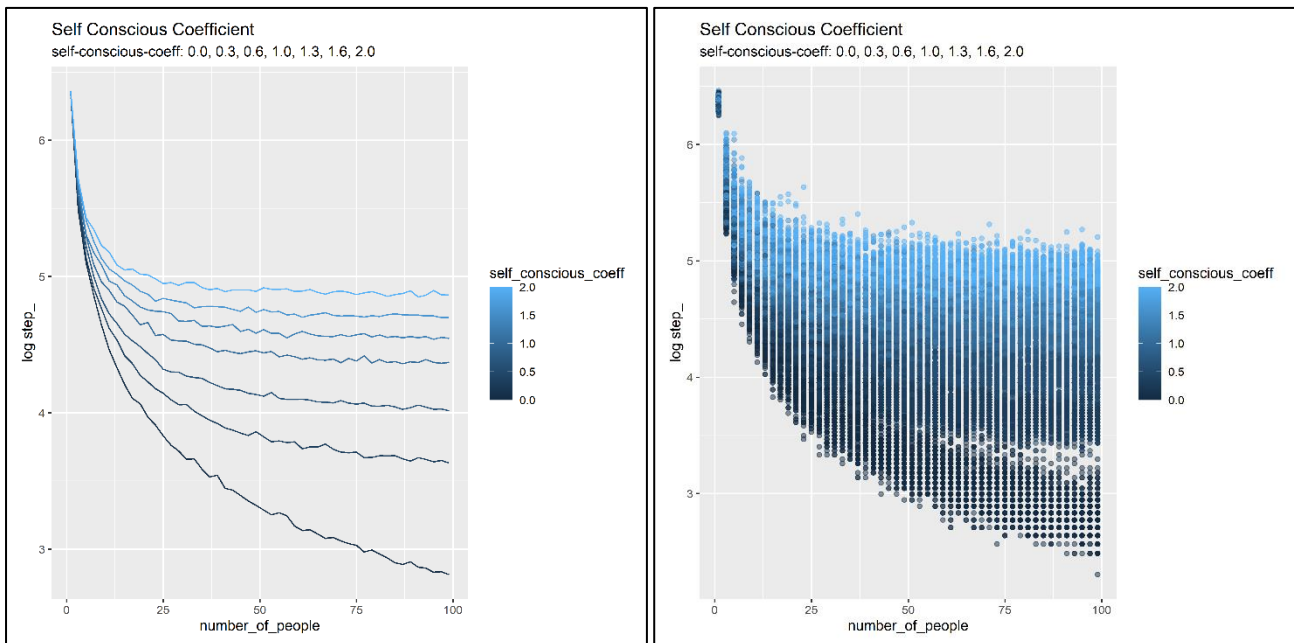 Self Conscious Coefficient
self-conscious-coeff: 0.0, 0.3, 0.6, 1.0, 1.3, 1.6, 2.0
6
5
4
3
log step_
0
25
50
75
100
number_of_people
self_conscious_coeff
2.0
1.5
1.0
0.5
0.0
Self Conscious Coefficient
self-conscious-coeff: 0.0, 0.3, 0.6, 1.0, 1.3, 1.6, 2.0
6
5
4
3
log step_
0
25
50
75
100
number_of_people
self_conscious_coeff
2.0
1.5
1.0
0.5
0.0